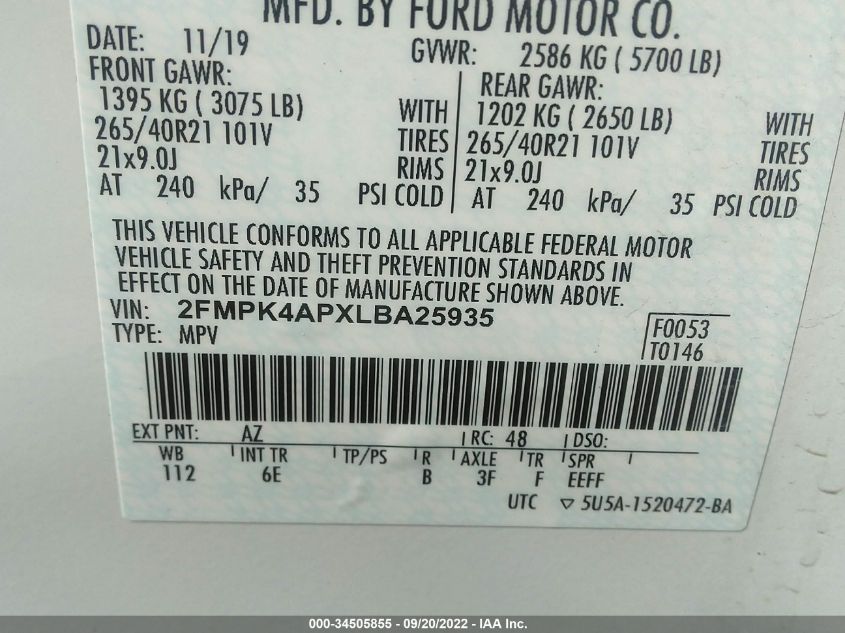 MFD. BY FORD MOTOR CO.
DATE: 11/19 GVWR: 2586 KG ( 5700 LB)
FRONT GAWR: REAR GAWR:
1395 KG ( 3075 LB) WITH 1202 KG ( 2650 LB) WITH
265/40R21 101V TIRES 265/40R21 101V TIRES
21x9.0J RIMS 21x9.0J RIMS
AT 240 kPa/ 35 PSI COLD AT 240 kPa/ 35 PSI COLD
THIS VEHICLE CONFORMS TO ALL APPLICABLE FEDERAL MOTOR
VEHICLE SAFETY AND THEFT PREVENTION STANDARDS IN
EFFECT ON THE DATE OF MANUFACTURE SHOWN ABOVE.
VIN: 2FMPK4APXLBA25935 F0053
TYPE: MPV T0146
EXT PNT: AZ RC: 48 DSO:
WB INT TR TP/PS R AXLE TR SPR
112 6E B 3F F EEFF
UTC ▽ 5U5A-1520472-BA
000-34505855 - 09/20/2022 - IAA Inc.